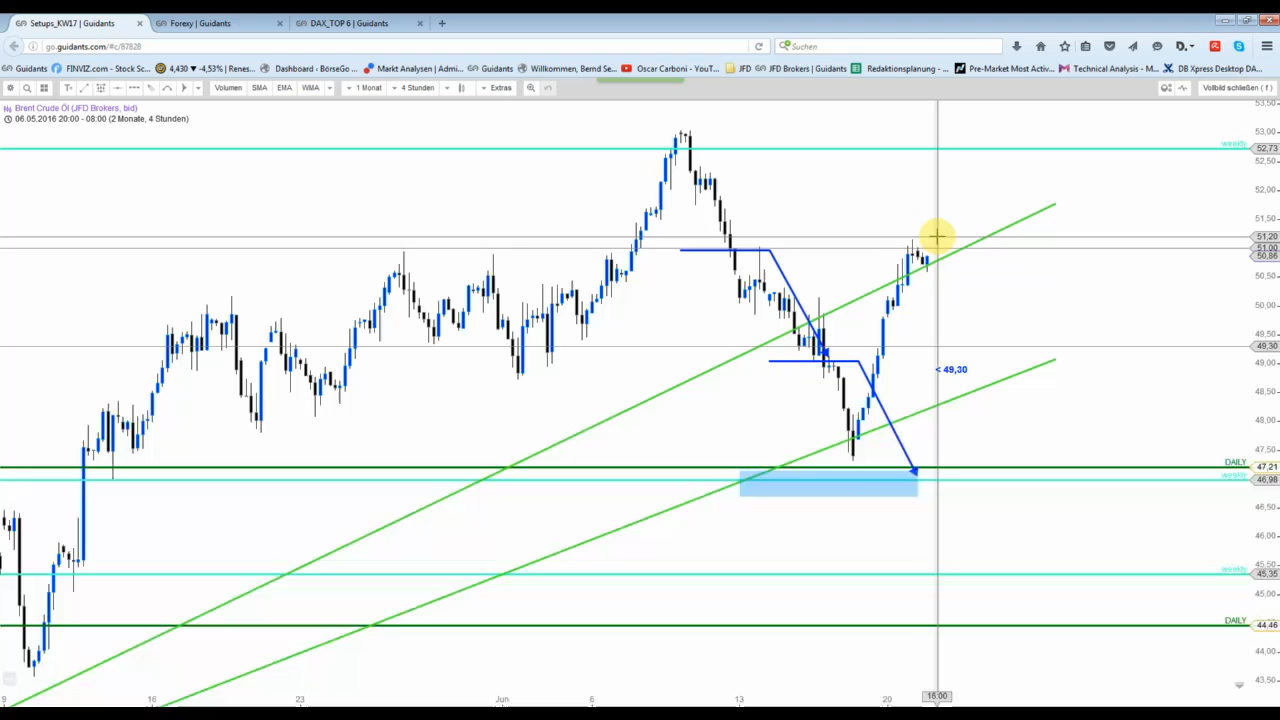 Setups_KW17 | Guidants
Forexy | Guidants
DAX_TOP 6 | Guidants
go.guidants.com/#c/87828
Suchen
Guidants
FINVIZ.com - Stock Sc...
4,430 ▼ -4,53% | Renes...
Dashboard - BörseGo ...
Markt Analysen | Admi...
Guidants
Willkommen, Bernd Se...
Oscar Carboni - YouT...
JFD
JFD Brokers | Guidants
Redaktionsplanung - ...
Pre-Market Most Activ...
Technical Analysis - M...
DB Xpress Desktop DA...
Volumen
SMA
EMA
WMA
1 Monat
4 Stunden
Extras
Vollbild schließen ( f )
Brent Crude Öl (JFD Brokers, bid)
06.05.2016 20:00 - 08:00 (2 Monate, 4 Stunden)
53,50
53,00
weekly
52,73
52,50
52,00
51,50
51,20
51,00
50,86
50,50
50,00
49,50
49,30
49,00
< 49,30
48,50
48,00
47,50
DAILY
47,21
weekly
46,98
46,50
46,00
45,50
weekly
45,35
45,00
DAILY
44,46
44,00
43,50
9
16
23
Jun
6
13
20
16:00